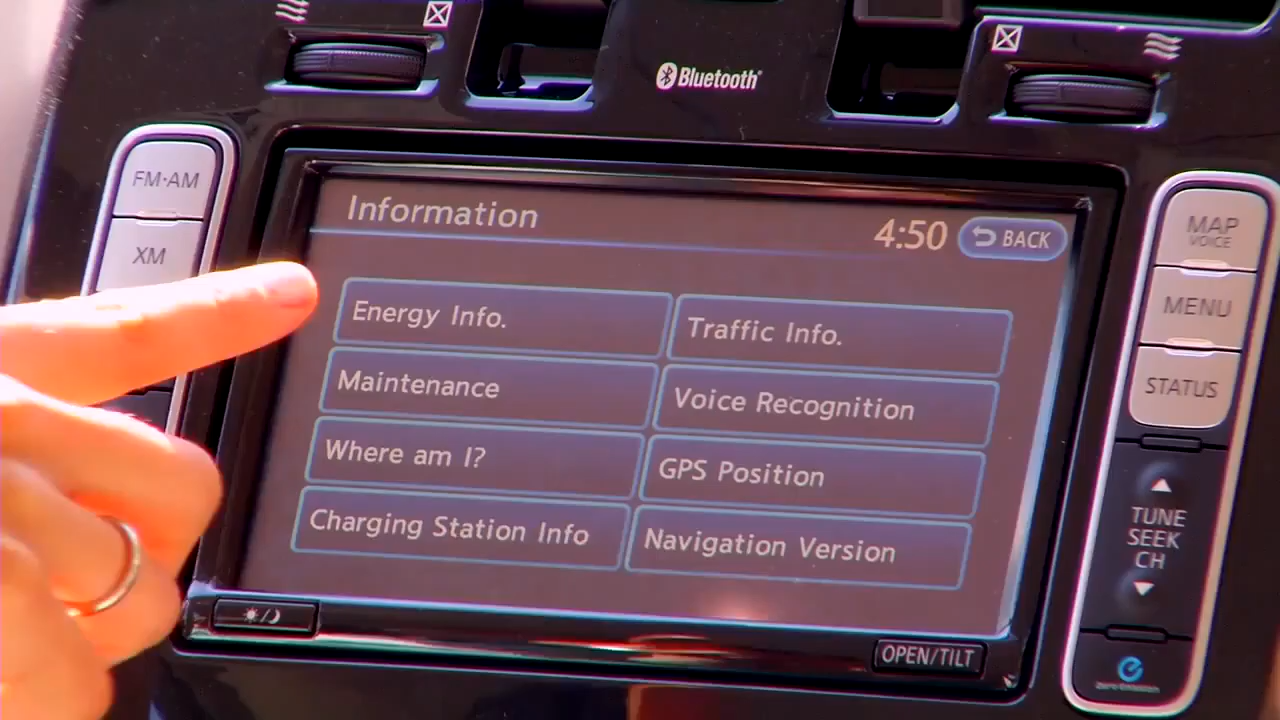 Bluetooth
FM·AM
XM
Information
4:50
BACK
Energy Info.
Traffic Info.
Maintenance
Voice Recognition
Where am I?
GPS Position
Charging Station Info
Navigation Version
MAP
VOICE
MENU
STATUS
TUNE
SEEK
CH
OPEN/TILT
Zero Emission